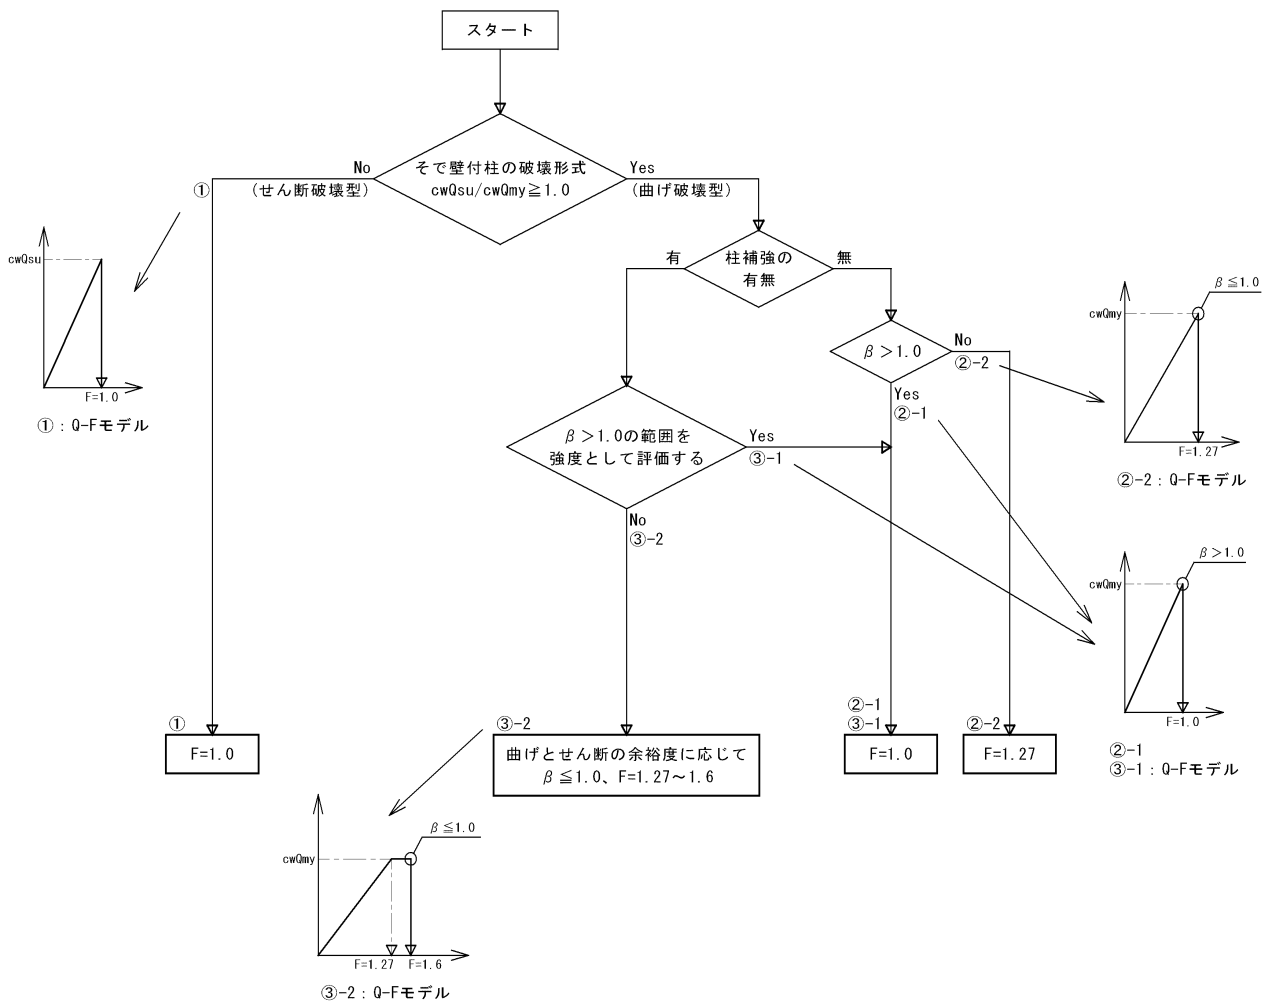 スタート
そで壁付柱の破壊形式
cwQsu/cwQmy≧1.0
No
(せん断破壊型)
①
Yes
(曲げ破壊型)
cwQsu
F=1.0
①：Q-Fモデル
柱補強の
有無
有
無
β＞1.0
No
②-2
Yes
②-1
β≦1.0
cwQmy
F=1.27
②-2：Q-Fモデル
β＞1.0の範囲を
強度として評価する
Yes
③-1
No
③-2
β＞1.0
cwQmy
F=1.0
②-1
③-1：Q-Fモデル
①
F=1.0
③-2
曲げとせん断の余裕度に応じて
β≦1.0、F=1.27～1.6
②-1
③-1
F=1.0
②-2
F=1.27
β≦1.0
cwQmy
F=1.27
F=1.6
③-2：Q-Fモデル